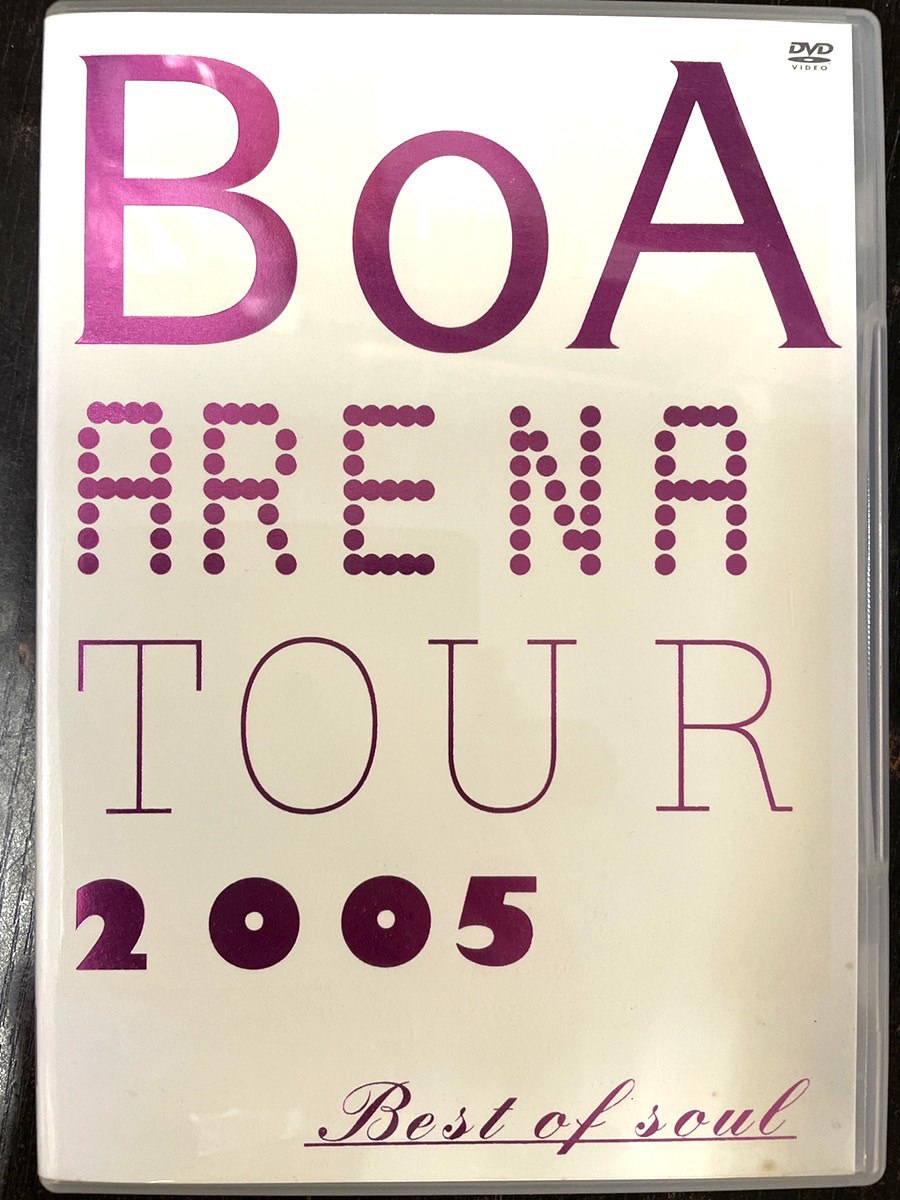 DVD
VIDEO
BoA
ARENA
TOUR
2005
Best of soul